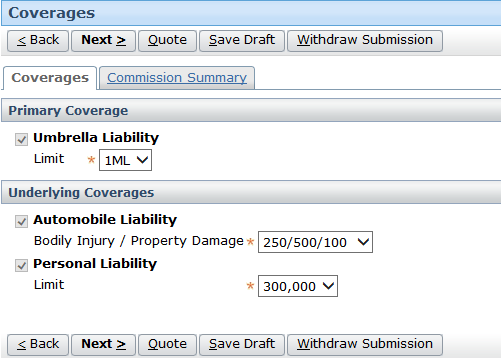 Coverages
< Back Next > Quote Save Draft Withdraw Submission
Coverages Commission Summary
Primary Coverage
Umbrella Liability
Limit * 1ML
Underlying Coverages
Automobile Liability
Bodily Injury / Property Damage * 250/500/100
Personal Liability
Limit * 300,000
< Back Next > Quote Save Draft Withdraw Submission